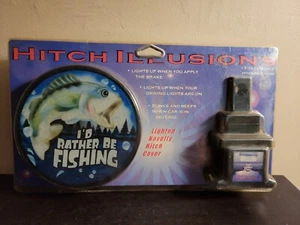 HITCH ILLUSIONS
• LIGHTS UP WHEN YOU APPLY
THE BRAKE
• LIGHTS UP WHEN YOUR
DRIVING LIGHTS ARE ON
I'D
RATHER BE
FISHING
Lighted
Novelty
Hitch
Cover